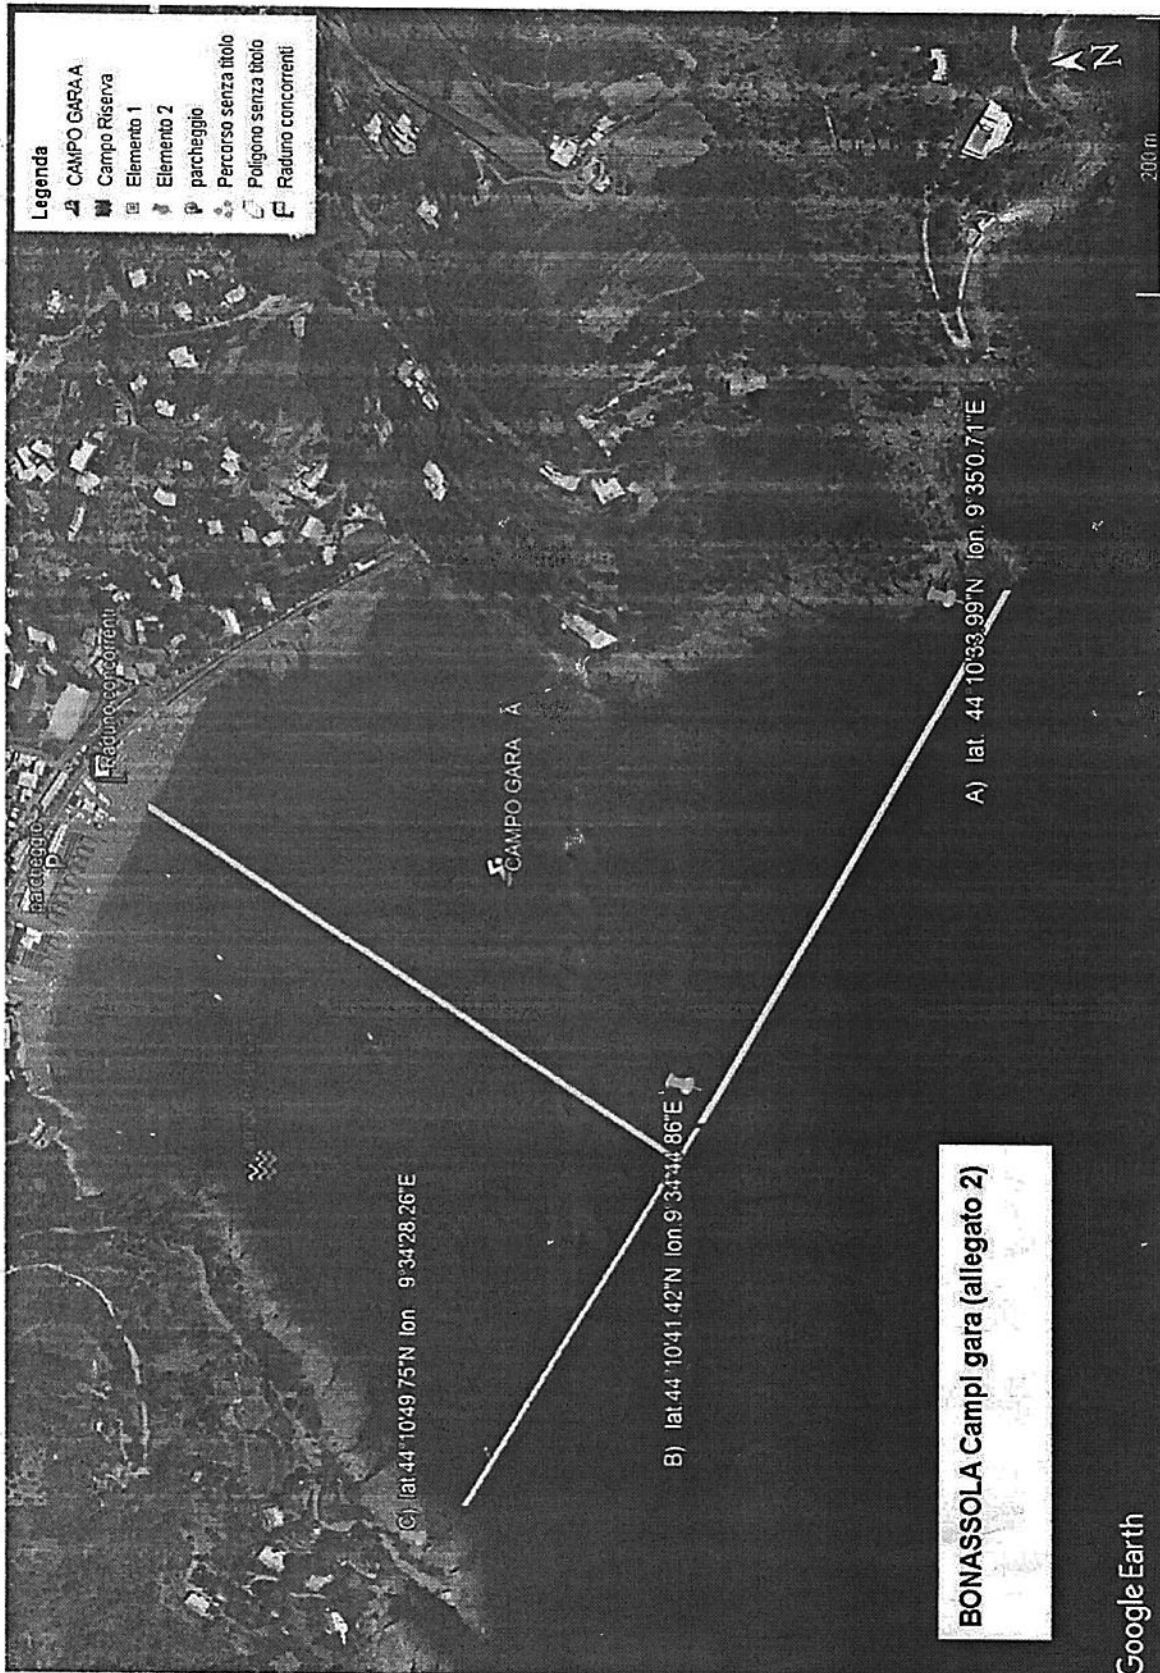 Legenda
CAMPO GARA A
Campo Riserva
Elemento 1
Elemento 2
parcheggio
Percorso senza titolo
Poligono senza titolo
Raduno concorrenti
parcheggio
P
Raduno concorrenti
CAMPO GARA A
C) lat 44°10'49.75"N lon 9°34'28.26"E
B) lat.44°10'41.42"N lon.9°34'44.86"E
A) lat. 44 10'33.99"N lon. 9°35'0.71"E
BONASSOLA Campi gara (allegato 2)
Google Earth
200 m
N